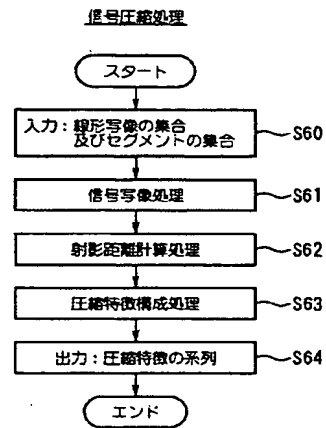 信号圧縮処理
スタート
入力：線形写像の集合
及びセグメントの集合
S60
信号写像処理
S61
射影距離計算処理
S62
圧縮特徴構成処理
S63
出力：圧縮特徴の系列
S64
エンド